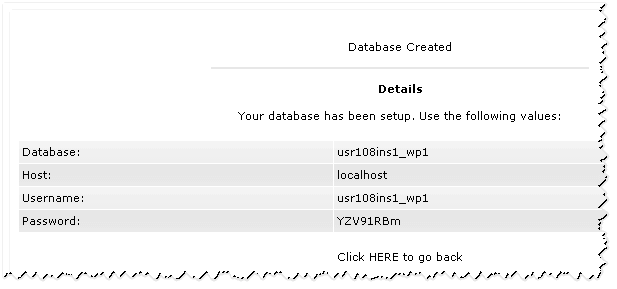 Database Created
Details
Your database has been setup. Use the following values:
Database: usr108ins1_wp1
Host: localhost
Username: usr108ins1_wp1
Password: YZV91RBm
Click HERE to go back